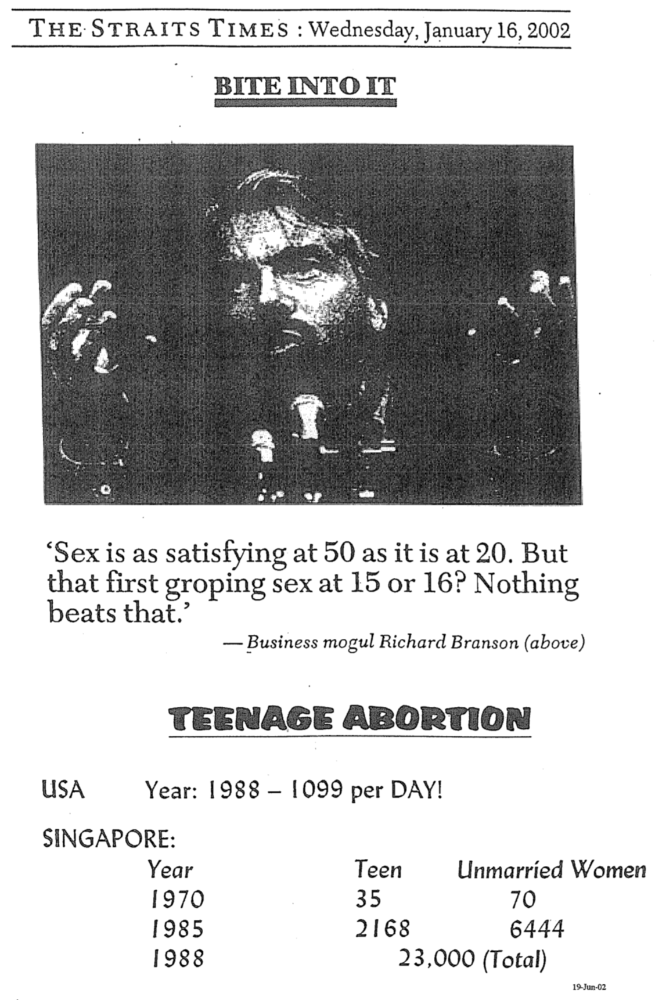 THE STRAITS TIMES : Wednesday, January 16, 2002
BITE INTO IT
‘Sex is as satisfying at 50 as it is at 20. But
that first groping sex at 15 or 16? Nothing
beats that.’
— Business mogul Richard Branson (above)
TEENAGE ABORTION
USA Year: 1988 – 1099 per DAY!
SINGAPORE:
Year Teen Unmarried Women
1970 35 70
1985 2168 6444
1988 23,000 (Total)
19-Jun-02